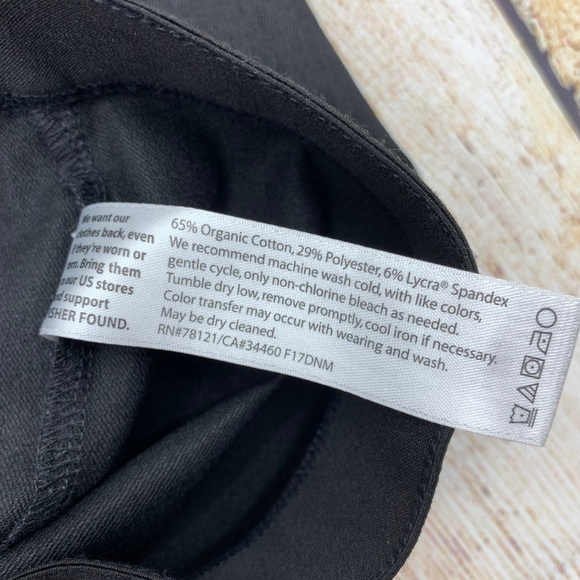 We want our
clothes back, even
if they're worn or
torn. Bring them
our US stores
and support
ISHER FOUND.
65% Organic Cotton, 29% Polyester, 6% Lycra® Spandex
We recommend machine wash cold, with like colors,
gentle cycle, only non-chlorine bleach as needed.
Tumble dry low, remove promptly, cool iron if necessary.
Color transfer may occur with wearing and wash.
May be dry cleaned.
RN#78121/CA#34460 F17DNM